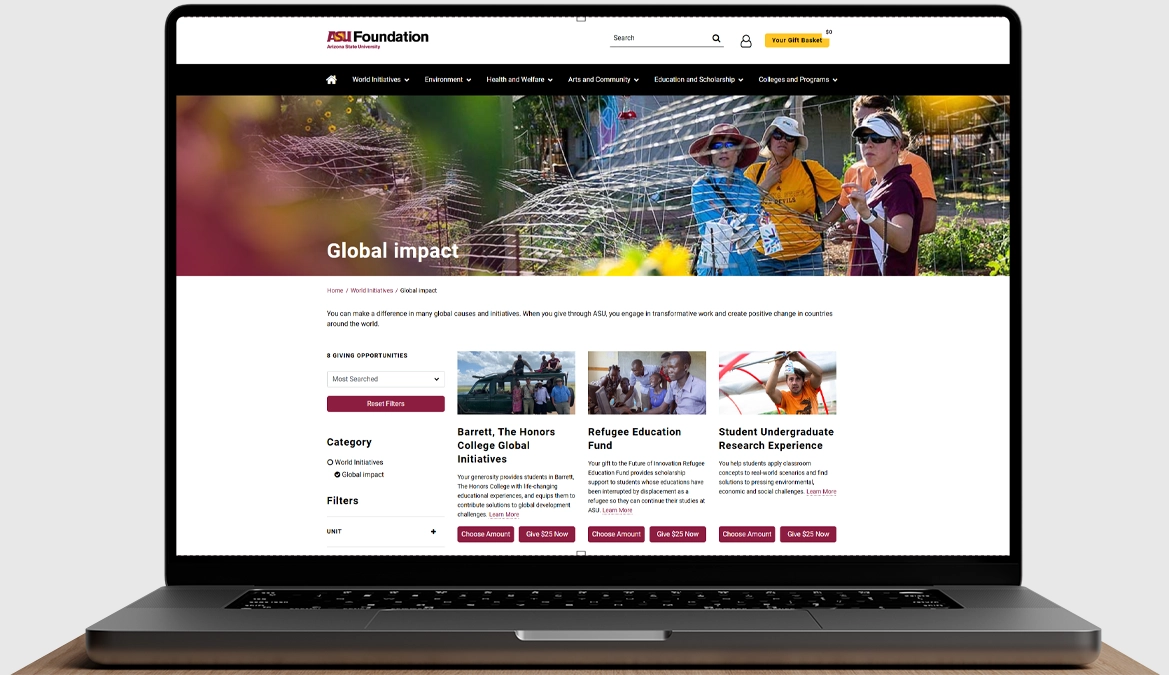 ASU Foundation
Arizona State University
Search
Your Gift Basket
$0
World Initiatives
Environment
Health and Welfare
Arts and Community
Education and Scholarship
Colleges and Programs
Global impact
Home / World Initiatives / Global Impact
You can make a difference in many global causes and initiatives. When you give through ASU, you engage in transformative work and create positive change in countries
around the world.
8 GIVING OPPORTUNITIES
Most Searched
Reset Filters
Category
World Initiatives
Global Impact
Filters
UNIT
Barrett, The Honors
College Global
Initiatives
Your generosity provides students in Barrett,
The Honors College with life-changing
educational experiences, and equips them to
contribute solutions to global development
challenges. Learn More
Choose Amount
Give $25 Now
Refugee Education
Fund
Your gift to the Future of Innovation Refugee
Education Fund provides scholarship
support to students whose educations have
been interrupted by displacement as a
refugee so they can continue their studies at
ASU. Learn More
Choose Amount
Give $25 Now
Student Undergraduate
Research Experience
You help students apply classroom
concepts to real-world scenarios and find
solutions to pressing environmental,
economic and social challenges. Learn More
Choose Amount
Give $25 Now